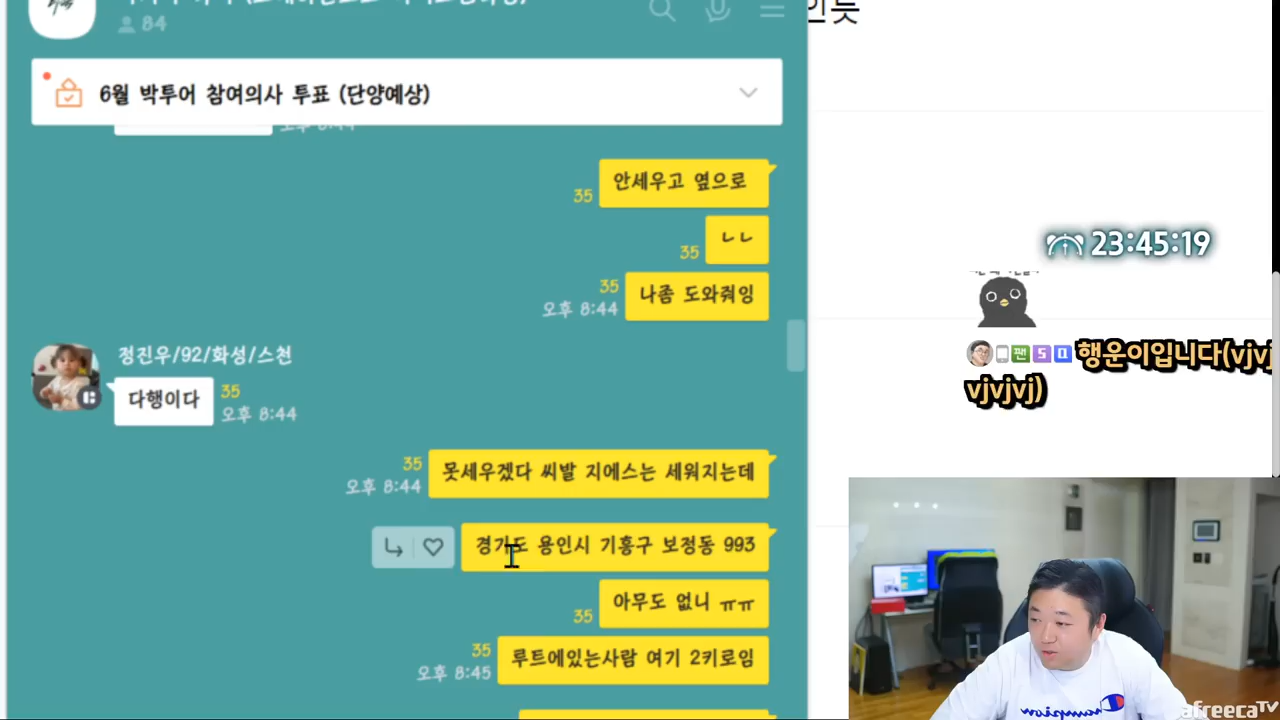 84
6월 박투어 참여의사 투표 (단양예상)
안세우고 옆으로
35
ㄴㄴ
35
나좀 도와줘잉
35
오후 8:44
정진우/92/화성/스천
다행이다
35
오후 8:44
못세우겠다 씨발 지에스는 세워지는데
35
오후 8:44
경기도 용인시 기흥구 보정동 993
아무도 없니 ㅠㅠ
35
루트에있는사람 여기 2키로임
35
오후 8:45
인듯
23:45:19
팬 5 행운이입니다(vjvj
vjvjvj)
Champion
afreecaTV